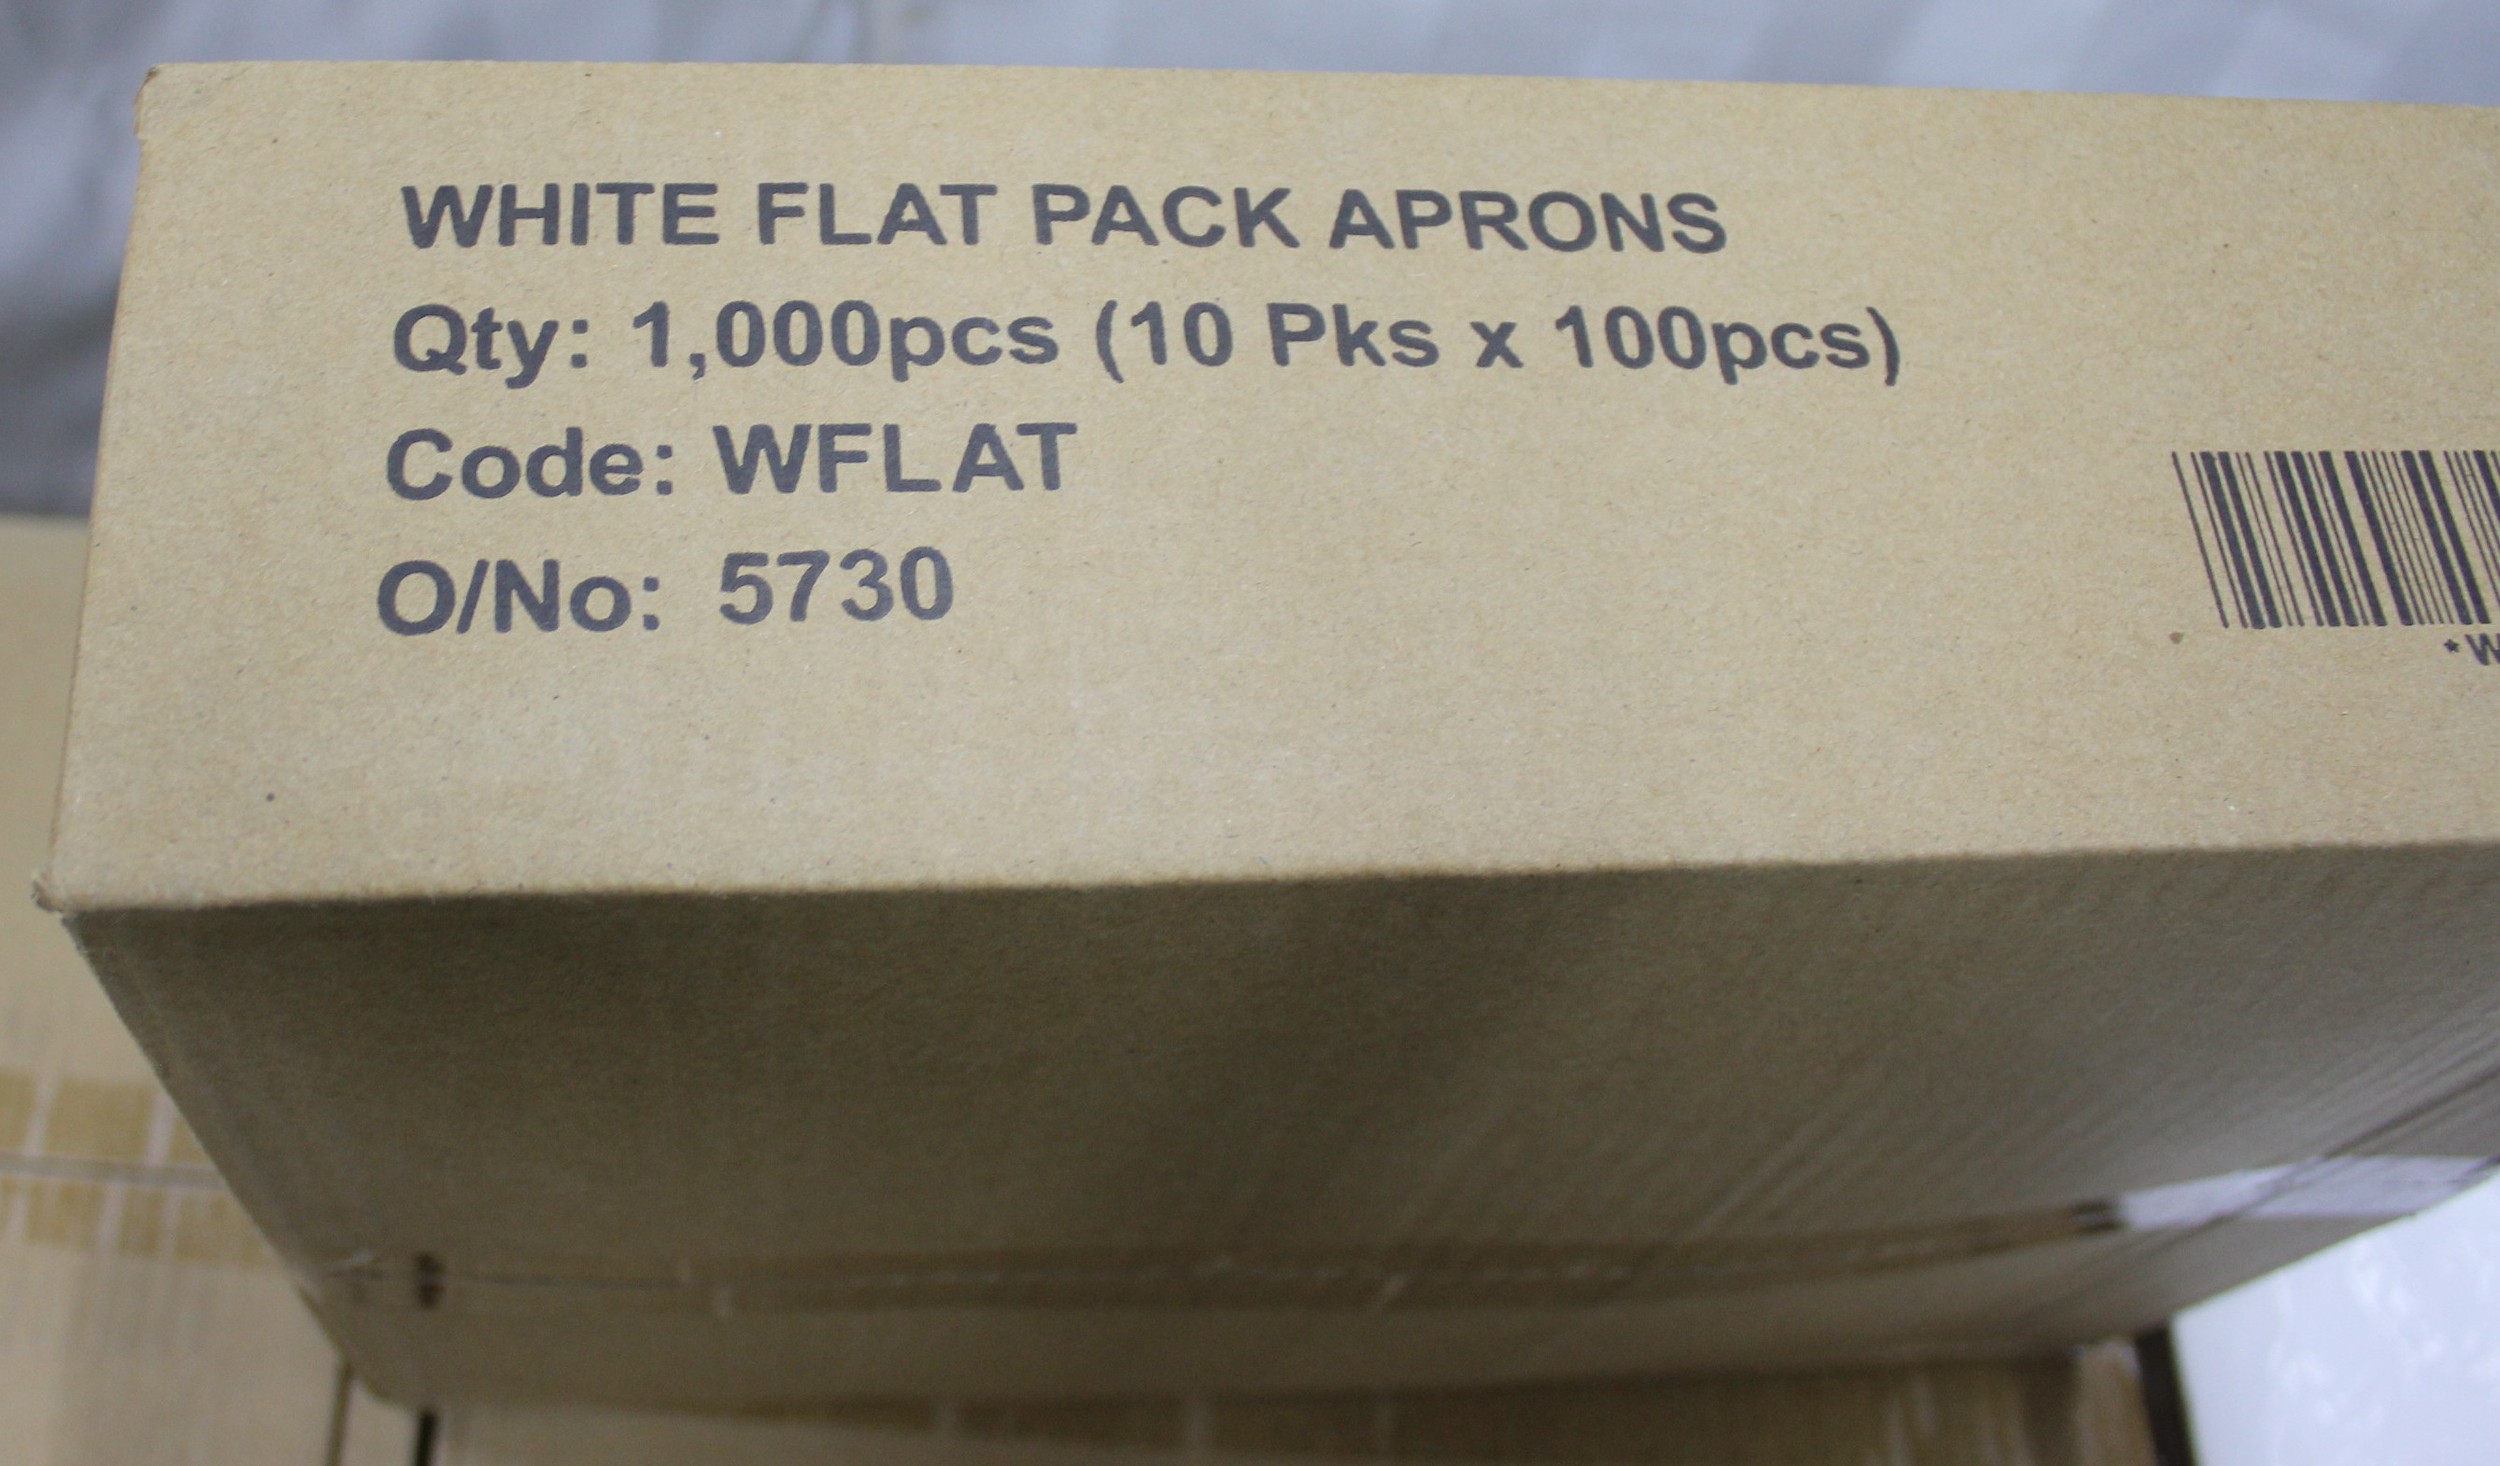 WHITE FLAT PACK APRONS
Qty: 1,000pcs (10 Pks x 100pcs)
Code: WFLAT
O/No: 5730
*W